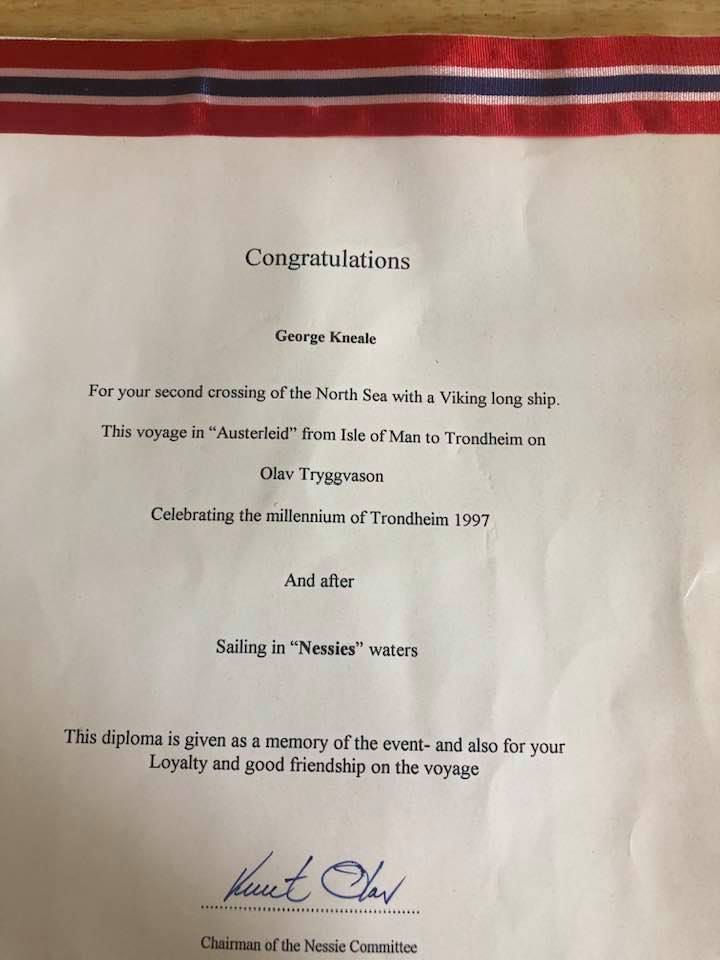 Congratulations
George Kneale
For your second crossing of the North Sea with a Viking long ship.
This voyage in “Austerleid” from Isle of Man to Trondheim on
Olav Tryggvason
Celebrating the millennium of Trondheim 1997
And after
Sailing in “Nessies” waters
This diploma is given as a memory of the event- and also for your
Loyalty and good friendship on the voyage
Knut Olav
Chairman of the Nessie Committee